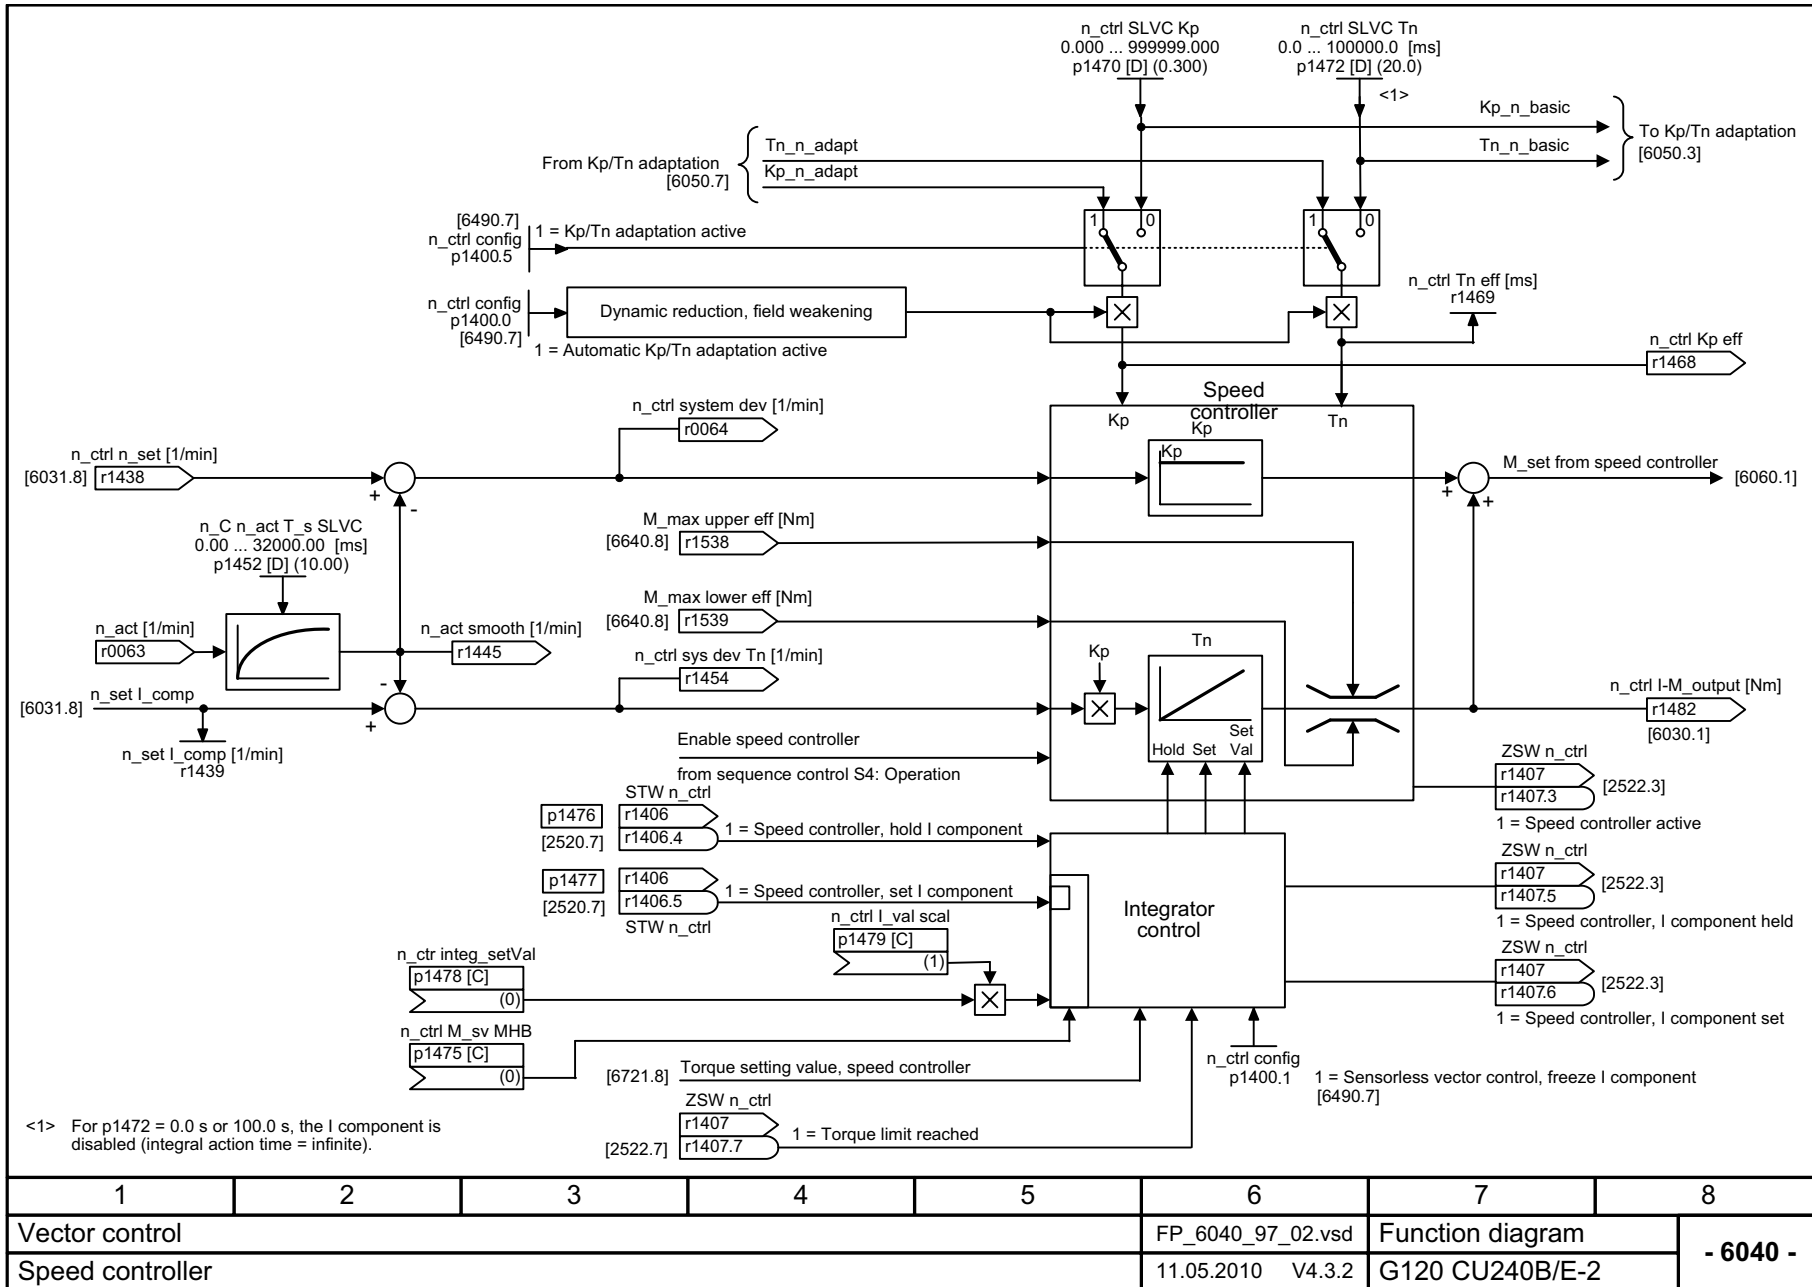 n_ctrl SLVC Kp
0.000 ... 999999.000
p1470 [D] (0.300)
n_ctrl SLVC Tn
0.0 ... 100000.0 [ms]
p1472 [D] (20.0)
<1>
Kp_n_basic
Tn_n_basic
To Kp/Tn adaptation
[6050.3]
From Kp/Tn adaptation
[6050.7]
Tn_n_adapt
Kp_n_adapt
[6490.7]
n_ctrl config
p1400.5
1 = Kp/Tn adaptation active
1
0
1
0
n_ctrl config
p1400.0
[6490.7]
Dynamic reduction, field weakening
1 = Automatic Kp/Tn adaptation active
n_ctrl Tn eff [ms]
r1469
n_ctrl Kp eff
r1468
n_ctrl system dev [1/min]
r0064
Speed
controller
Kp
Tn
Kp
Kp
n_ctrl n_set [1/min]
[6031.8]
r1438
+
-
M_set from speed controller
[6060.1]
+
+
n_C n_act T_s SLVC
0.00 ... 32000.00 [ms]
p1452 [D] (10.00)
M_max upper eff [Nm]
[6640.8]
r1538
M_max lower eff [Nm]
[6640.8]
r1539
n_act [1/min]
r0063
n_act smooth [1/min]
r1445
n_ctrl sys dev Tn [1/min]
r1454
Kp
Tn
[6031.8]
n_set I_comp
-
+
n_set I_comp [1/min]
r1439
Hold
Set
Set
Val
n_ctrl I-M_output [Nm]
r1482
[6030.1]
Enable speed controller
from sequence control S4: Operation
ZSW n_ctrl
r1407
r1407.3
[2522.3]
1 = Speed controller active
STW n_ctrl
p1476
[2520.7]
r1406
r1406.4
1 = Speed controller, hold I component
p1477
[2520.7]
r1406
r1406.5
STW n_ctrl
1 = Speed controller, set I component
Integrator
control
ZSW n_ctrl
r1407
r1407.5
[2522.3]
1 = Speed controller, I component held
n_ctrl I_val scal
p1479 [C]
(1)
ZSW n_ctrl
r1407
r1407.6
[2522.3]
1 = Speed controller, I component set
n_ctr integ_setVal
p1478 [C]
(0)
n_ctrl M_sv MHB
p1475 [C]
(0)
[6721.8]
Torque setting value, speed controller
n_ctrl config
p1400.1
1 = Sensorless vector control, freeze I component
[6490.7]
ZSW n_ctrl
r1407
r1407.7
[2522.7]
1 = Torque limit reached
<1> For p1472 = 0.0 s or 100.0 s, the I component is
disabled (integral action time = infinite).
1 2 3 4 5 6 7 8
Vector control
FP_6040_97_02.vsd
Function diagram
- 6040 -
Speed controller
11.05.2010 V4.3.2
G120 CU240B/E-2